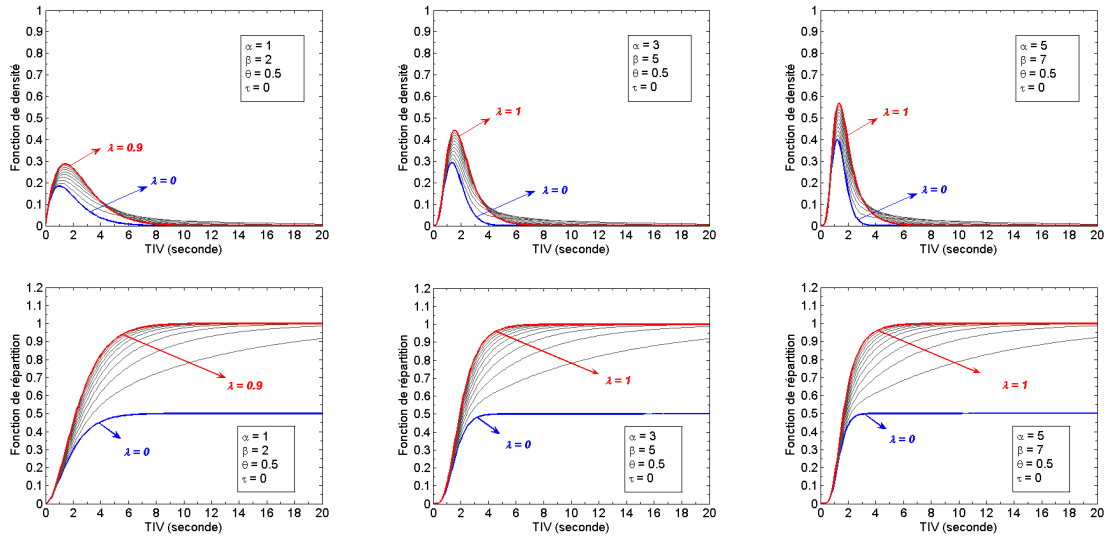 Fonction de densité
1
0.9
0.8
0.7
0.6
0.5
0.4
0.3
0.2
0.1
0
α = 1
β = 2
θ = 0.5
τ = 0
λ = 0.9
λ = 0
0 2 4 6 8 10 12 14 16 18 20
TIV (seconde)
Fonction de densité
1
0.9
0.8
0.7
0.6
0.5
0.4
0.3
0.2
0.1
0
α = 3
β = 5
θ = 0.5
τ = 0
λ = 1
λ = 0
0 2 4 6 8 10 12 14 16 18 20
TIV (seconde)
Fonction de densité
1
0.9
0.8
0.7
0.6
0.5
0.4
0.3
0.2
0.1
0
α = 5
β = 7
θ = 0.5
τ = 0
λ = 1
λ = 0
0 2 4 6 8 10 12 14 16 18 20
TIV (seconde)
Fonction de répartition
1.2
1.1
1
0.9
0.8
0.7
0.6
0.5
0.4
0.3
0.2
0.1
0
λ = 0.9
λ = 0
α = 1
β = 2
θ = 0.5
τ = 0
0 2 4 6 8 10 12 14 16 18 20
TIV (seconde)
Fonction de répartition
1.2
1.1
1
0.9
0.8
0.7
0.6
0.5
0.4
0.3
0.2
0.1
0
λ = 1
λ = 0
α = 3
β = 5
θ = 0.5
τ = 0
0 2 4 6 8 10 12 14 16 18 20
TIV (seconde)
Fonction de répartition
1.2
1.1
1
0.9
0.8
0.7
0.6
0.5
0.4
0.3
0.2
0.1
0
λ = 1
λ = 0
α = 5
β = 7
θ = 0.5
τ = 0
0 2 4 6 8 10 12 14 16 18 20
TIV (seconde)